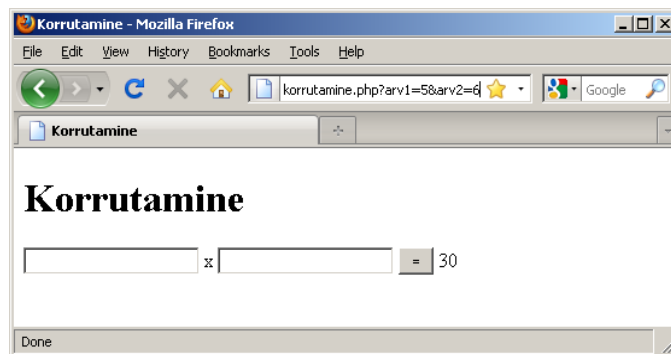 Korrutamine - Mozilla Firefox
File Edit View History Bookmarks Tools Help
korrutamine.php?arv1=5&arv2=6 Google
Korrutamine
Korrutamine
x = 30
Done